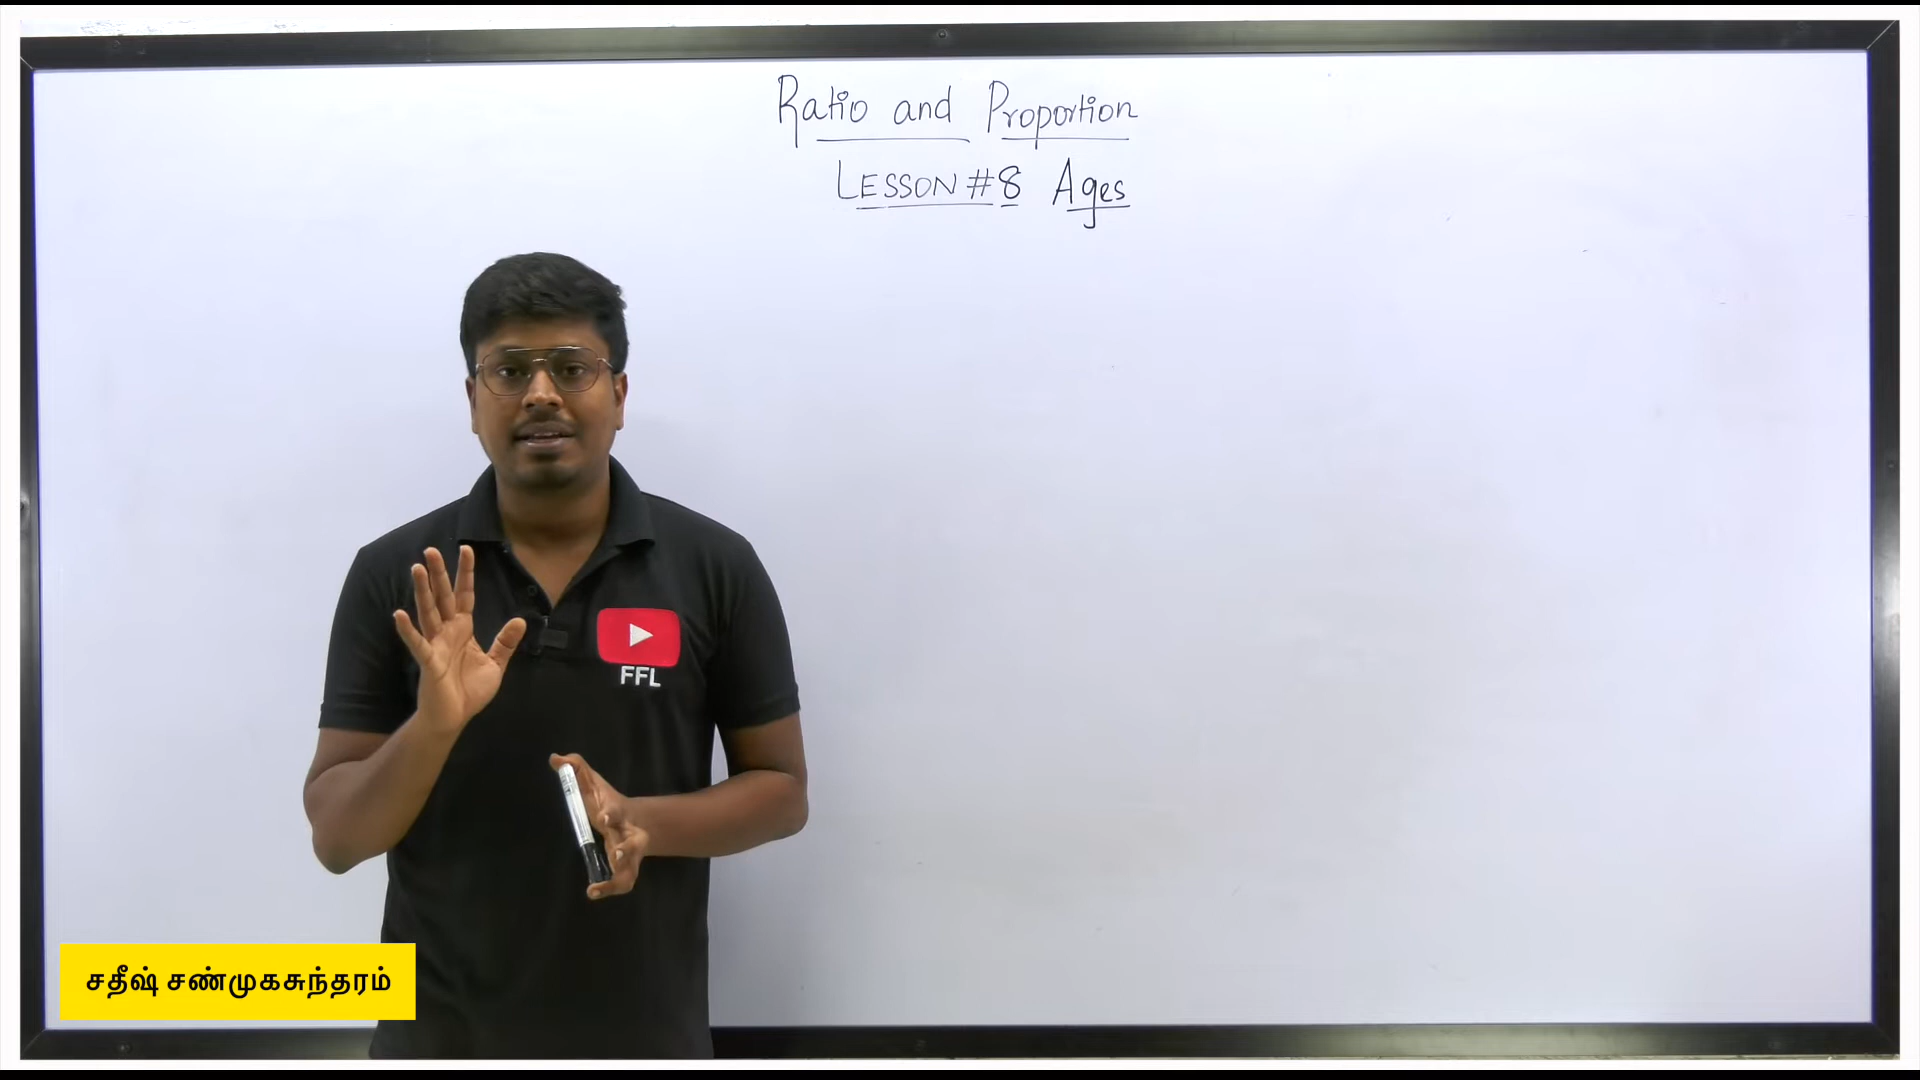 Ratio and Proportion
LESSON #8 Ages
FFL
சதீஷ் சண்முகசுந்தரம்